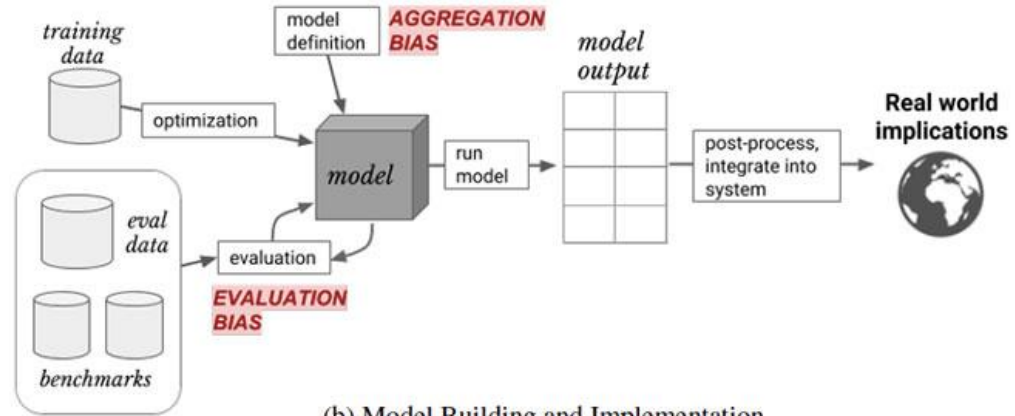 training
data
model
definition
AGGREGATION
BIAS
optimization
model
run
model
model
output
post-process,
integrate into
system
Real world
implications
eval
data
benchmarks
evaluation
EVALUATION
BIAS
(b) Model Building and Implementation